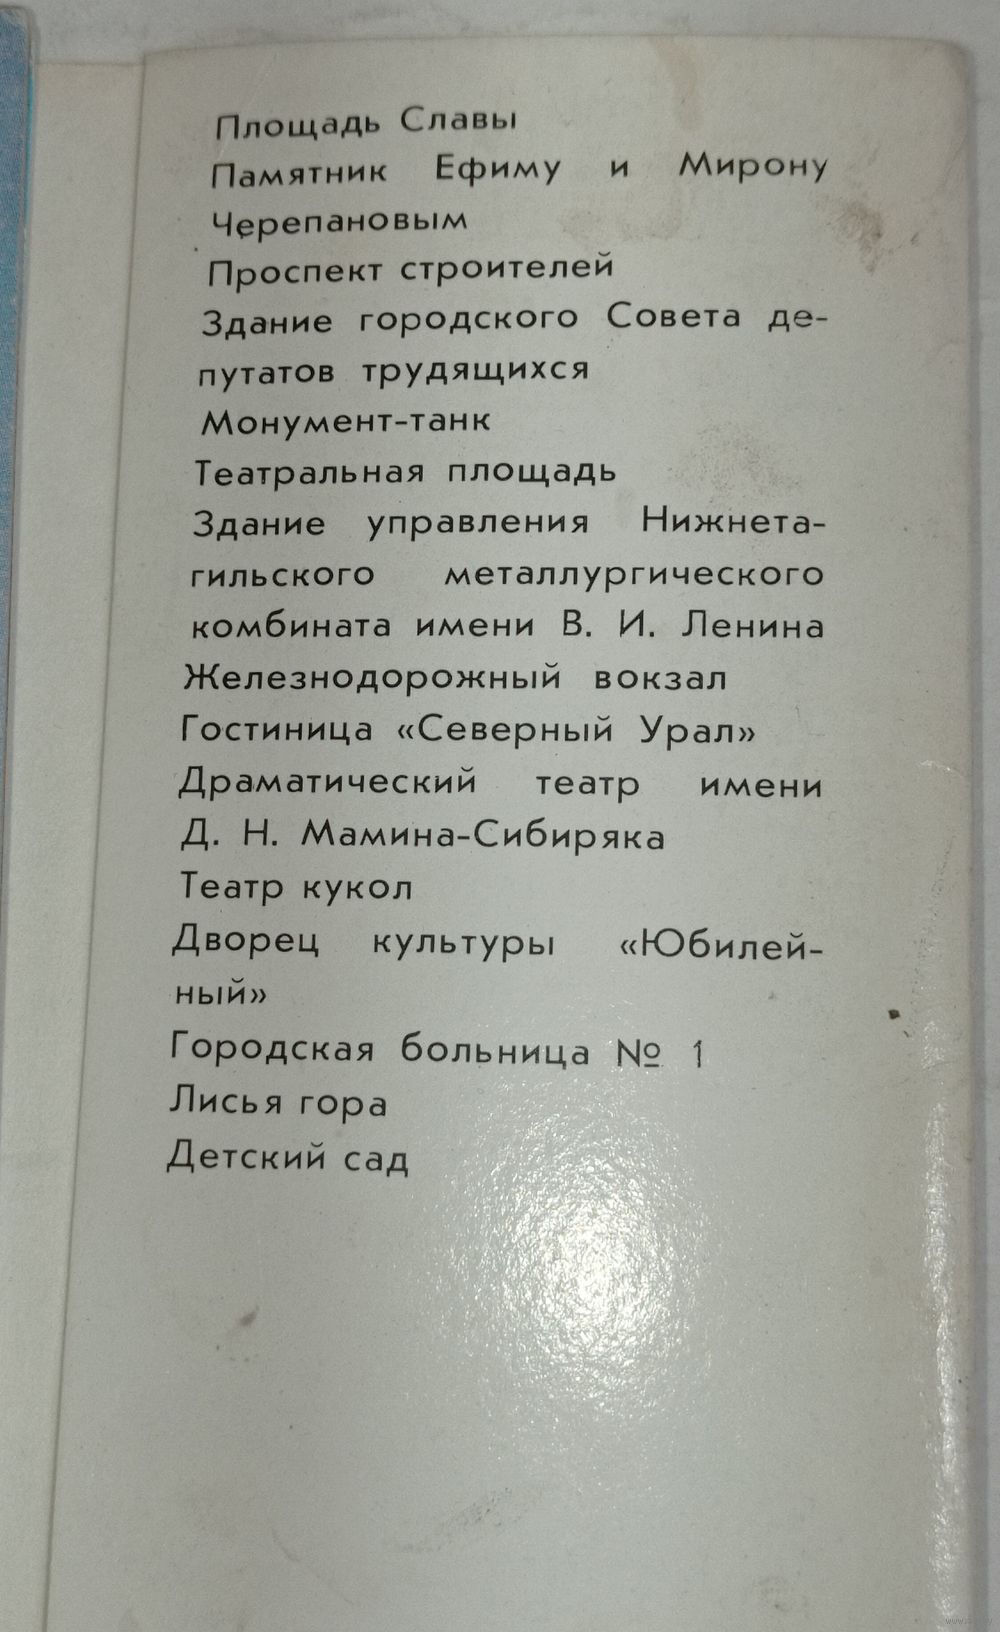 Площадь Славы
Памятник Ефиму и Мирону
Черепановым
Проспект строителей
Здание городского Совета де-
путатов трудящихся
Монумент-танк
Театральная площадь
Здание управления Нижнета-
гильского металлургического
комбината имени В. И. Ленина
Железнодорожный вокзал
Гостиница «Северный Урал»
Драматический театр имени
Д. Н. Мамина-Сибиряка
Театр кукол
Дворец культуры «Юбилей-
ный»
Городская больница № 1
Лисья гора
Детский сад